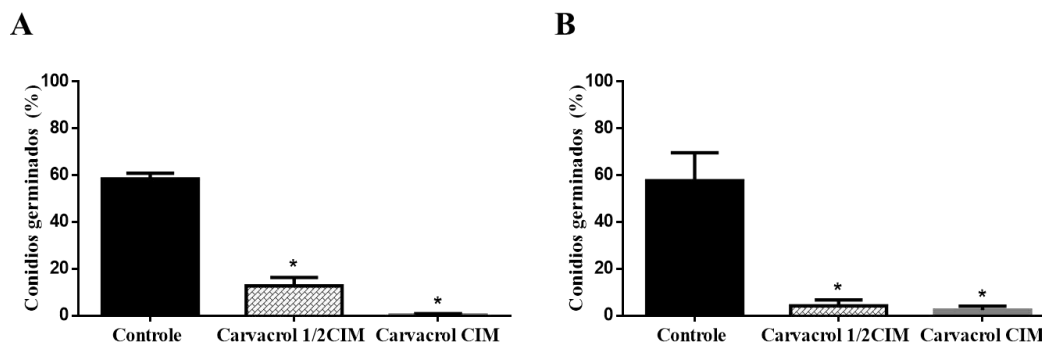 A
Conidios germinados (%)
100
80
60
40
20
0
*
*
Controle
Carvacrol 1/2CIM
Carvacrol CIM
B
Conidios germinados (%)
100
80
60
40
20
0
*
*
Controle
Carvacrol 1/2CIM
Carvacrol CIM